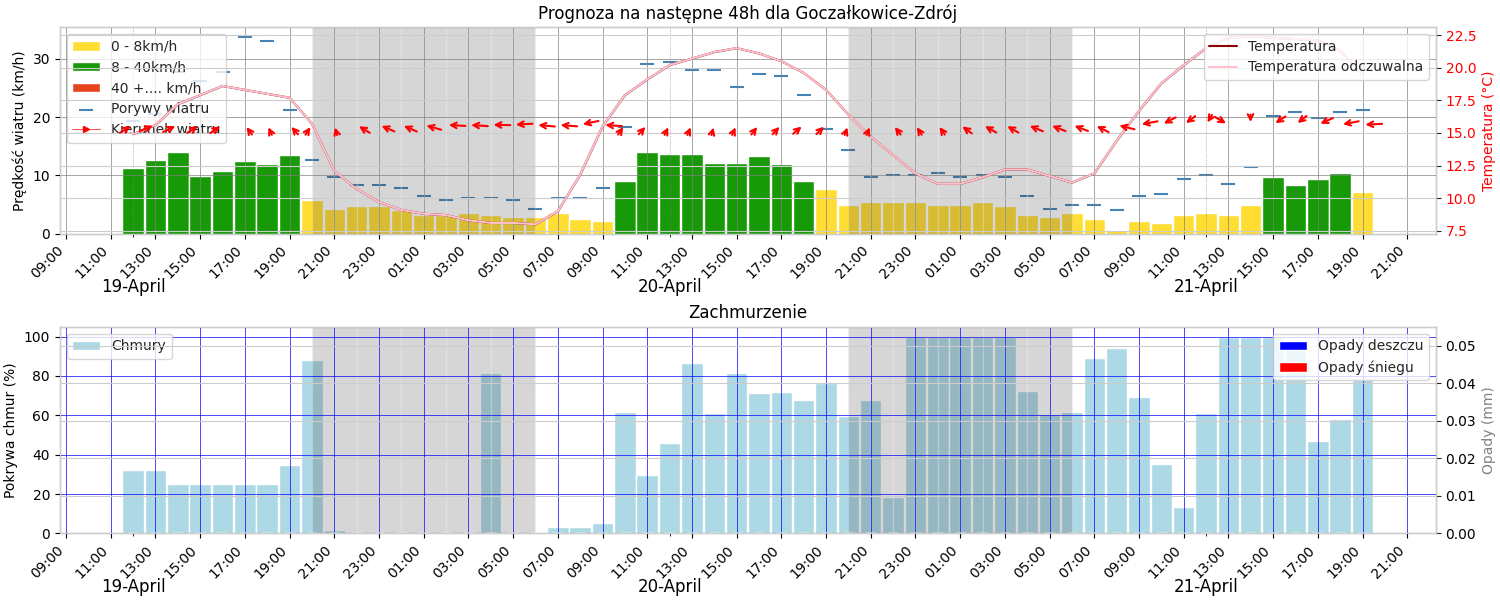 Prognoza na następne 48h dla Goczałkowice-Zdrój
0 - 8km/h
8 - 40km/h
40 +.... km/h
Porywy wiatru
Kierunek wiatru
Temperatura
Temperatura odczuwalna
Prędkość wiatru (km/h)
30
20
10
0
22.5
20.0
17.5
15.0
12.5
10.0
7.5
Temperatura (°C)
09:00 11:00 13:00 15:00 17:00 19:00 21:00 23:00 01:00 03:00 05:00 07:00 09:00 11:00 13:00 15:00 17:00 19:00 21:00 23:00 01:00 03:00 05:00 07:00 09:00 11:00 13:00 15:00 17:00 19:00 21:00
19-April 20-April 21-April
Zachmurzenie
Chmury
Opady deszczu
Opady śniegu
Pokrywa chmur (%)
100
80
60
40
20
0
0.05
0.04
0.03
0.02
0.01
0.00
Opady (mm)
09:00 11:00 13:00 15:00 17:00 19:00 21:00 23:00 01:00 03:00 05:00 07:00 09:00 11:00 13:00 15:00 17:00 19:00 21:00 23:00 01:00 03:00 05:00 07:00 09:00 11:00 13:00 15:00 17:00 19:00 21:00
19-April 20-April 21-April